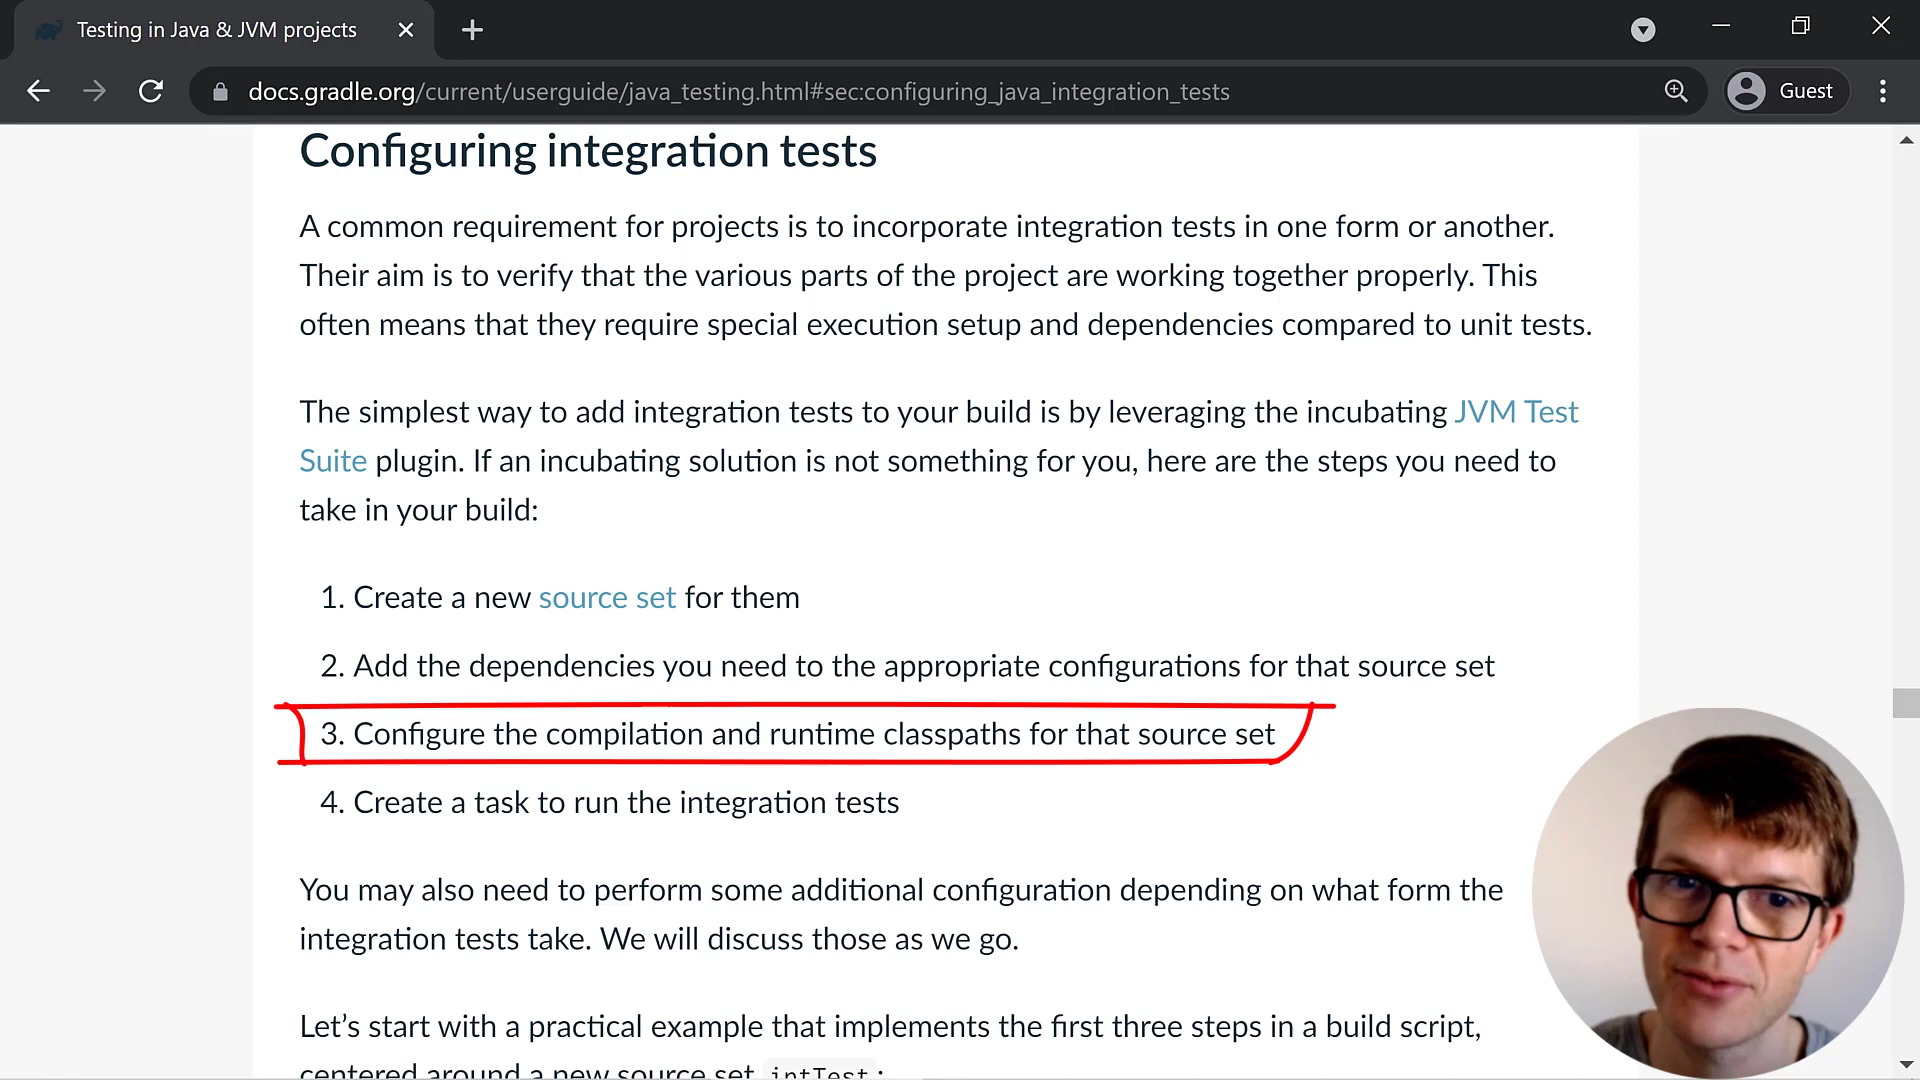 Testing in Java & JVM projects
docs.gradle.org/current/userguide/java_testing.html#sec:configuring_java_integration_tests
Guest
Configuring integration tests
A common requirement for projects is to incorporate integration tests in one form or another.
Their aim is to verify that the various parts of the project are working together properly. This
often means that they require special execution setup and dependencies compared to unit tests.
The simplest way to add integration tests to your build is by leveraging the incubating JVM Test
Suite plugin. If an incubating solution is not something for you, here are the steps you need to
take in your build:
1. Create a new source set for them
2. Add the dependencies you need to the appropriate configurations for that source set
3. Configure the compilation and runtime classpaths for that source set
4. Create a task to run the integration tests
You may also need to perform some additional configuration depending on what form the
integration tests take. We will discuss those as we go.
Let’s start with a practical example that implements the first three steps in a build script,
centered around a new source set intTest: